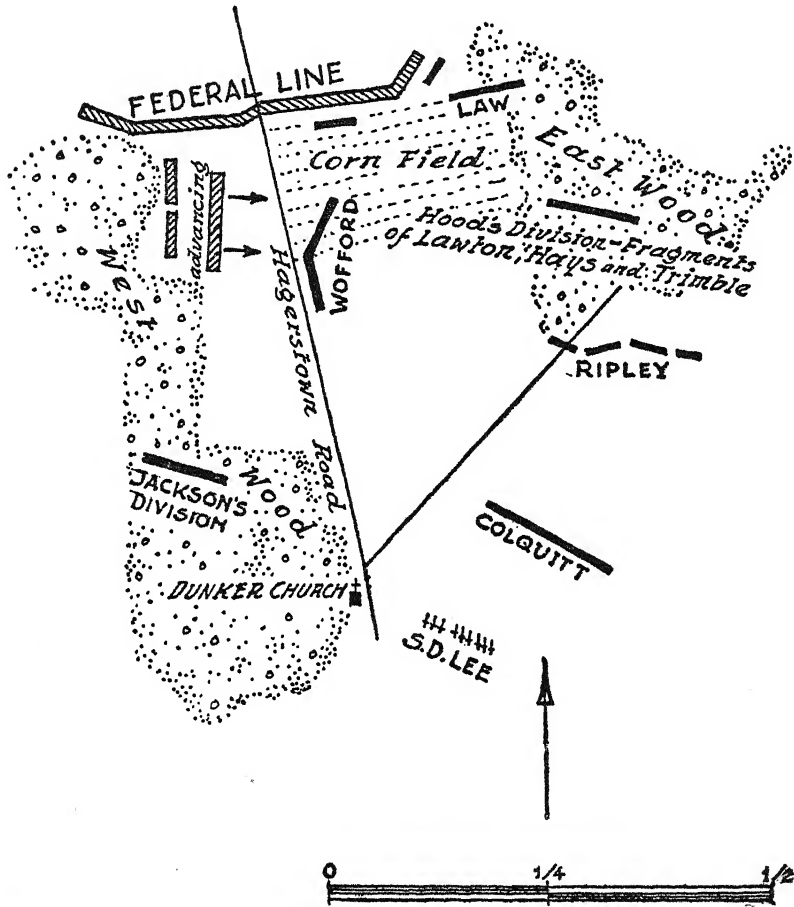 FEDERAL LINE
LAW
Corn Field
East Wood
advancing
WOFFORD
Hood's Division-Fragments
of Lawton, Hays and Trimble
West
Wood
Hagerstown Road
RIPLEY
JACKSON'S
DIVISION
COLQUITT
DUNKER CHURCH
S.D. LEE
0 1/4 1/2